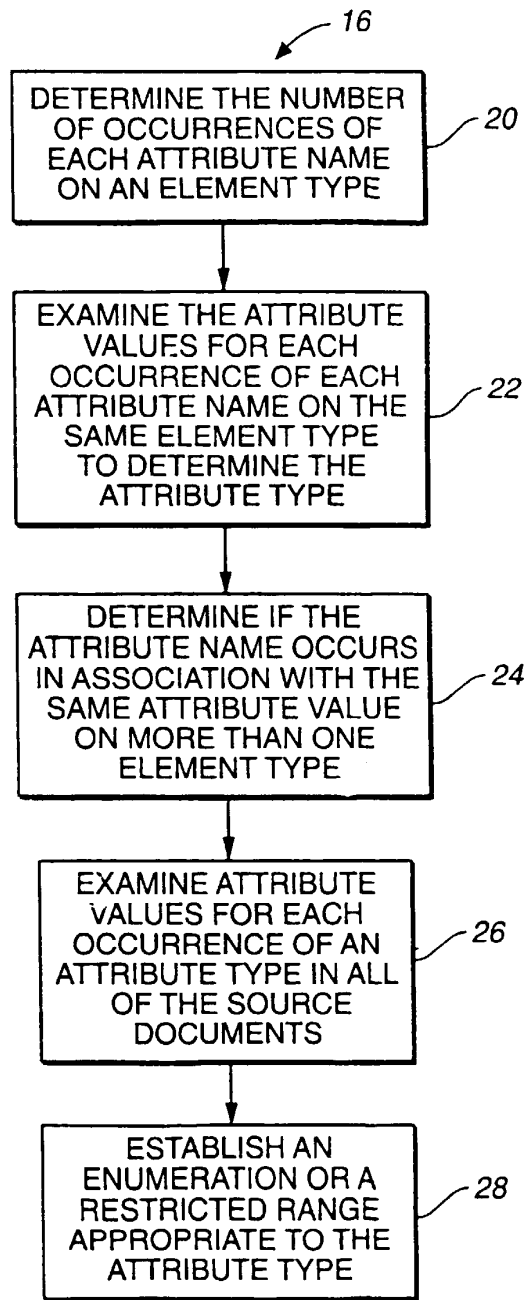 16
DETERMINE THE NUMBER
OF OCCURRENCES OF
EACH ATTRIBUTE NAME
ON AN ELEMENT TYPE
20
EXAMINE THE ATTRIBUTE
VALUES FOR EACH
OCCURRENCE OF EACH
ATTRIBUTE NAME ON THE
SAME ELEMENT TYPE
TO DETERMINE THE
ATTRIBUTE TYPE
22
DETERMINE IF THE
ATTRIBUTE NAME OCCURS
IN ASSOCIATION WITH THE
SAME ATTRIBUTE VALUE
ON MORE THAN ONE
ELEMENT TYPE
24
EXAMINE ATTRIBUTE
VALUES FOR EACH
OCCURRENCE OF AN
ATTRIBUTE TYPE IN ALL
OF THE SOURCE
DOCUMENTS
26
ESTABLISH AN
ENUMERATION OR A
RESTRICTED RANGE
APPROPRIATE TO THE
ATTRIBUTE TYPE
28